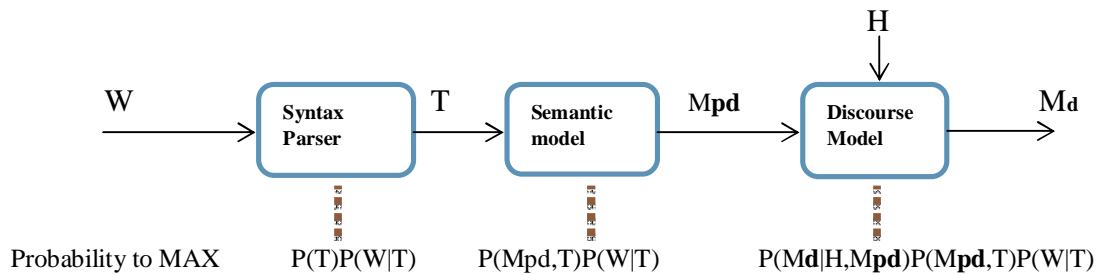 H
W
Syntax
Parser
T
Semantic
model
Mpd
Discourse
Model
Md
Probability to MAX
P(T)P(W|T)
P(Mpd,T)P(W|T)
P(Md|H,Mpd)P(Mpd,T)P(W|T)